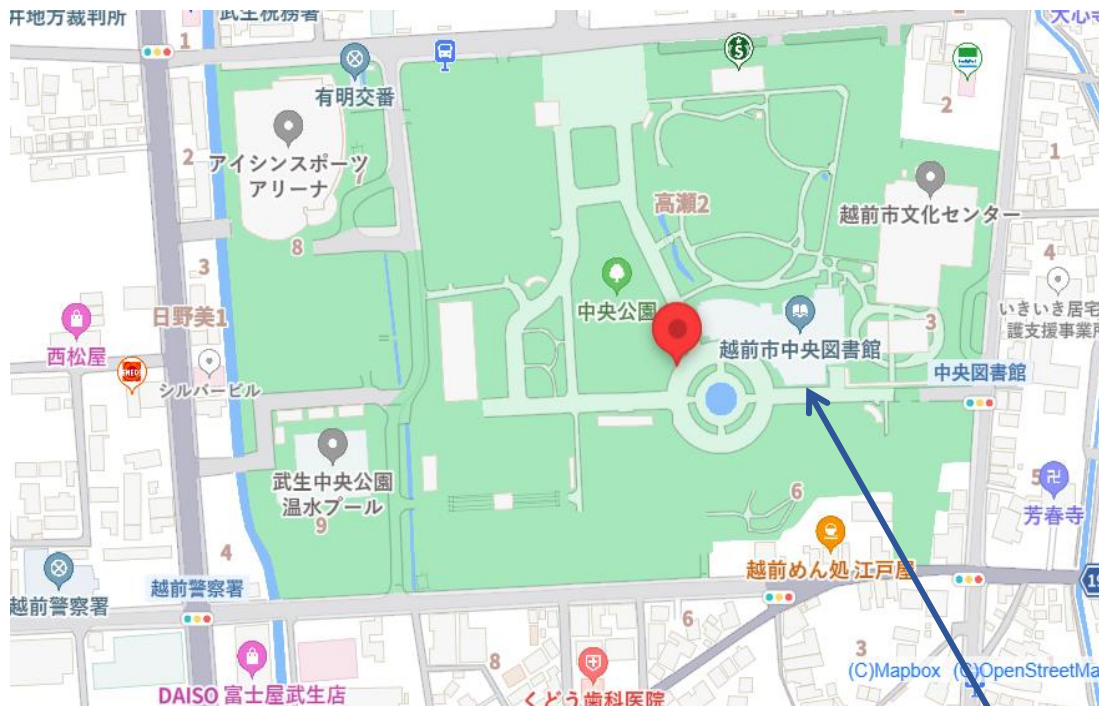 井地方裁判所
武生税務署
大心寺
1
有明交番
2
2
アイシンスポーツ
アリーナ
7
1
高瀬2
越前市文化センター
8
4
3
中央公園
いきいき居宅
護支援事業所
日野美1
3
西松屋
越前市中央図書館
シルバービル
中央図書館
武生中央公園
温水プール
9
6
5
芳春寺
4
越前めん処 江戸屋
越前警察署
越前警察署
19
6
8
3
(C)Mapbox (C)OpenStreetMa
DAISO 富士屋武生店
くどう歯科医院